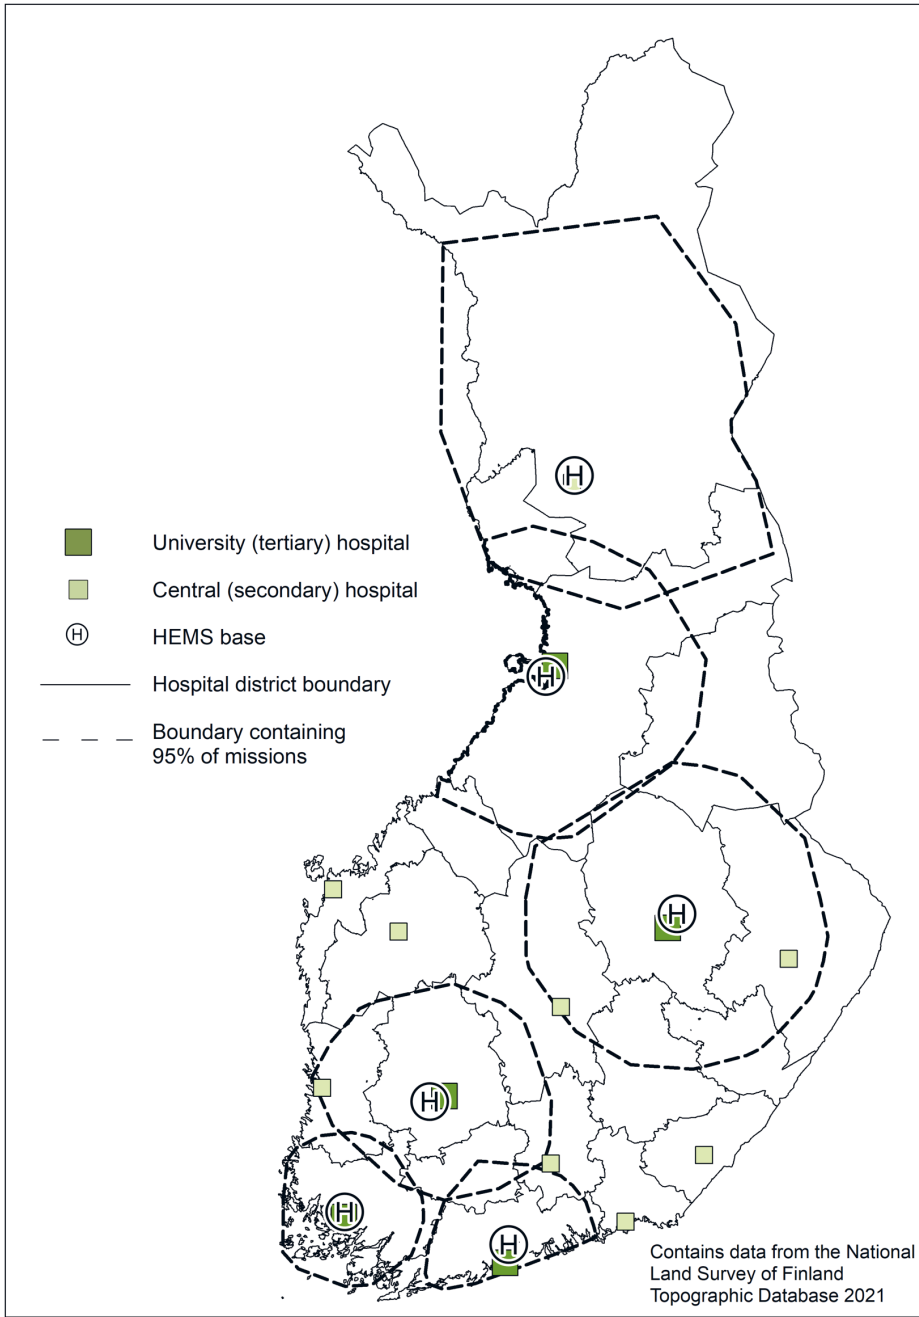 H
University (tertiary) hospital
Central (secondary) hospital
H HEMS base
Hospital district boundary
Boundary containing
95% of missions
H
H
H
H
H
Contains data from the National
Land Survey of Finland
Topographic Database 2021